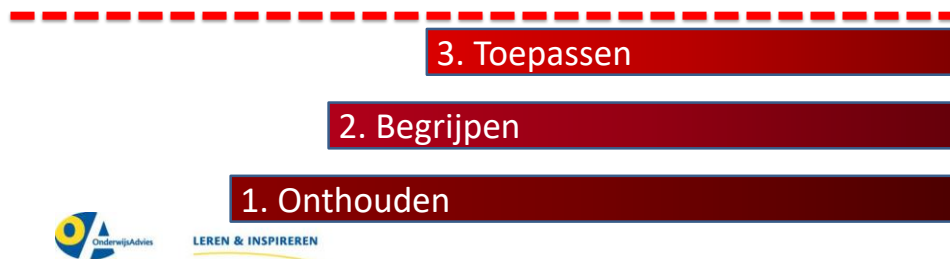 3. Toepassen
2. Begrijpen
1. Onthouden
OnderwijsAdvies
LEREN & INSPIREREN